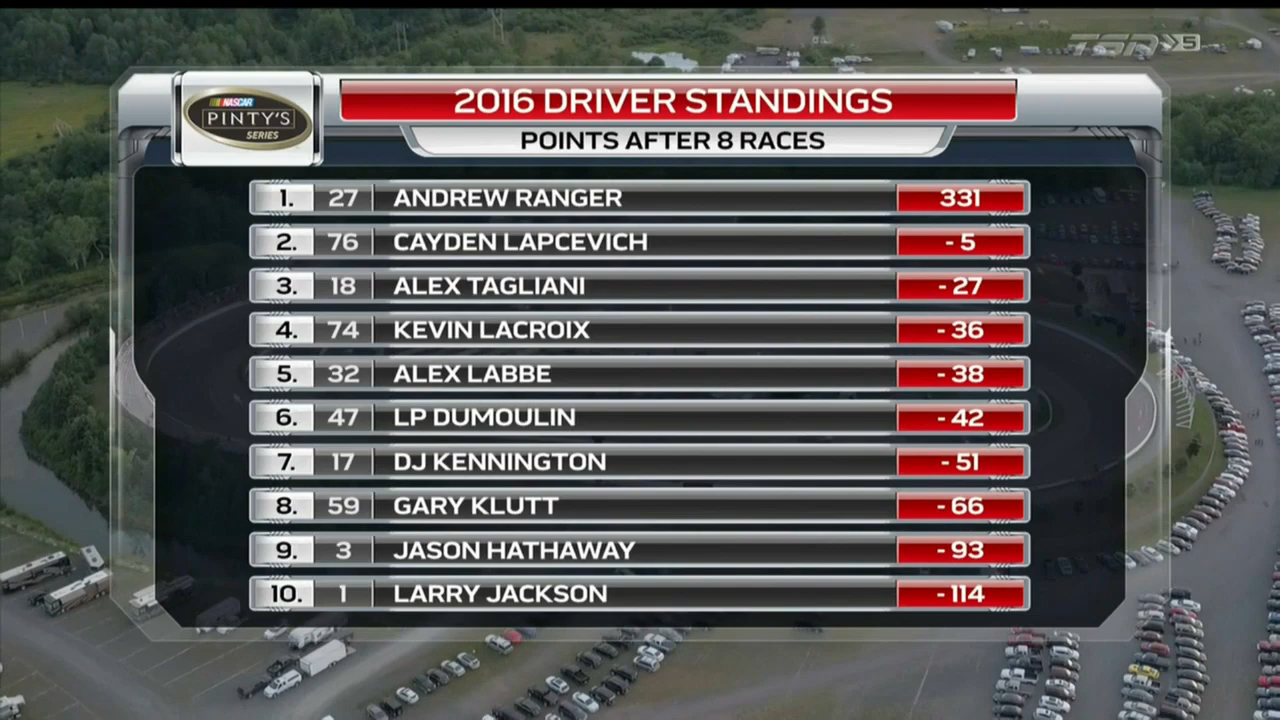 TSN 5
NASCAR
PINTY'S
SERIES
2016 DRIVER STANDINGS
POINTS AFTER 8 RACES
1. 27 ANDREW RANGER 331
2. 76 CAYDEN LAPCEVICH - 5
3. 18 ALEX TAGLIANI - 27
4. 74 KEVIN LACROIX - 36
5. 32 ALEX LABBE - 38
6. 47 LP DUMOULIN - 42
7. 17 DJ KENNINGTON - 51
8. 59 GARY KLUTT - 66
9. 3 JASON HATHAWAY - 93
10. 1 LARRY JACKSON - 114